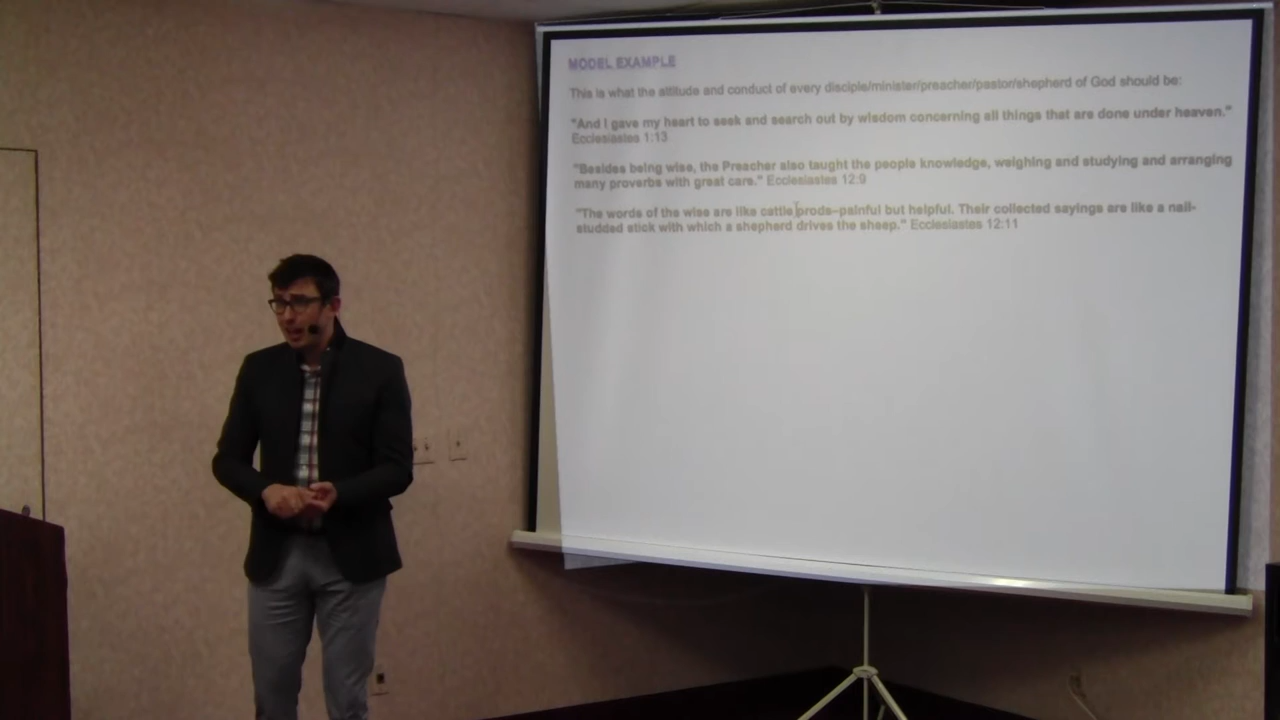 MODEL EXAMPLE
This is what the attitude and conduct of every disciple/minister/preacher/pastor/shepherd of God should be:
"And I gave my heart to seek and search out by wisdom concerning all things that are done under heaven."
Ecclesiastes 1:13
"Besides being wise, the Preacher also taught the people knowledge, weighing and studying and arranging
many proverbs with great care." Ecclesiastes 12:9
"The words of the wise are like cattle prods–painful but helpful. Their collected sayings are like a nail-
studded stick with which a shepherd drives the sheep." Ecclesiastes 12:11